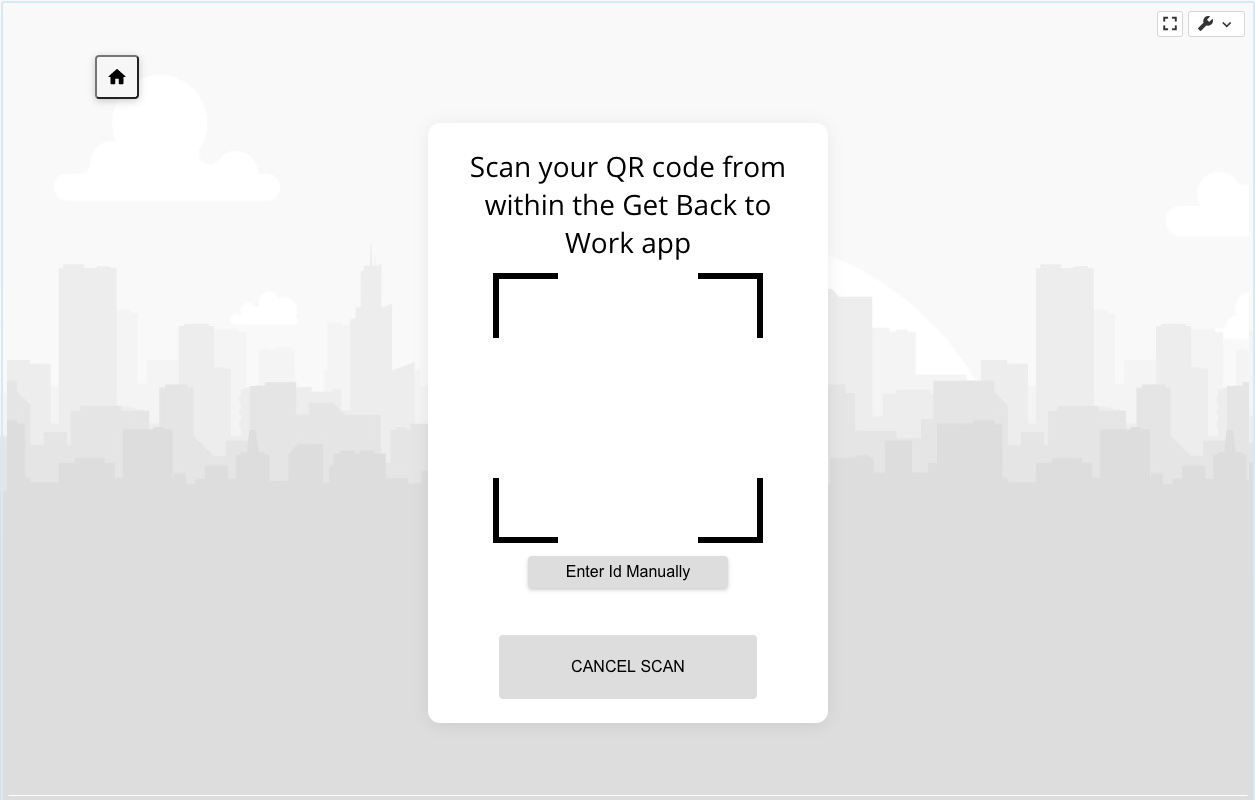 Scan your QR code from
within the Get Back to
Work app
Enter Id Manually
CANCEL SCAN